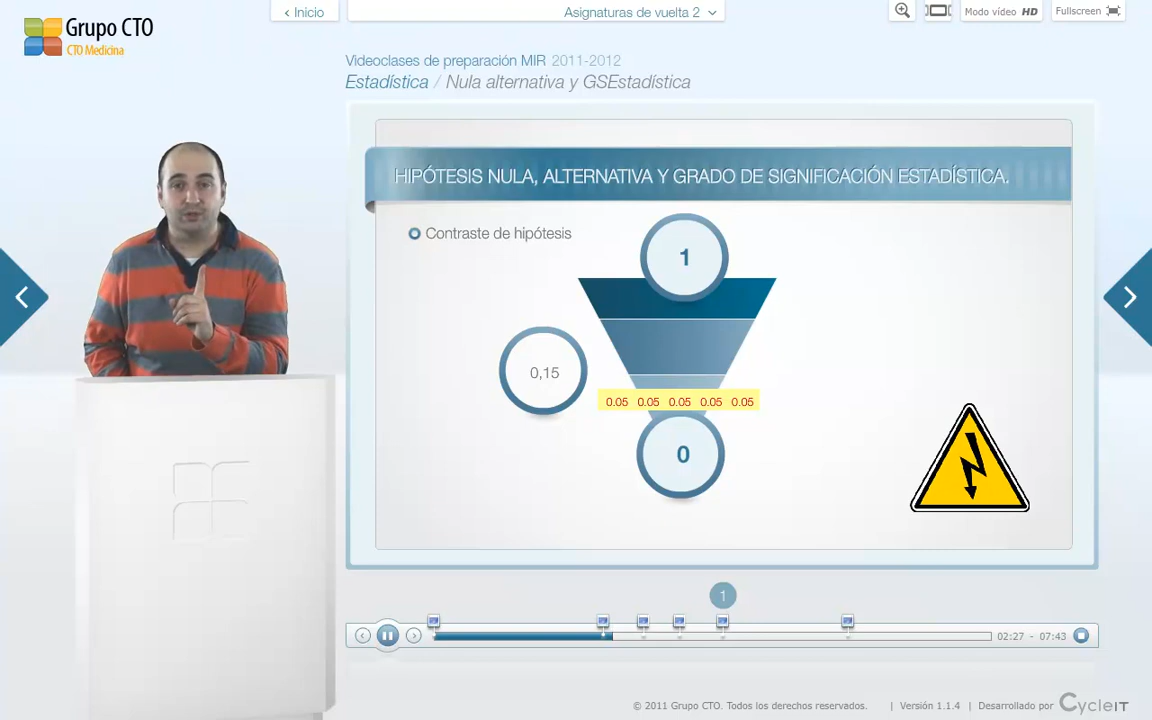 ‹ Inicio
Asignaturas de vuelta 2
Modo vídeo HD
Fullscreen
Grupo CTO
CTO Medicina
Videoclases de preparación MIR 2011-2012
Estadística / Nula alternativa y GSEstadística
HIPÓTESIS NULA, ALTERNATIVA Y GRADO DE SIGNIFICACIÓN ESTADÍSTICA.
Contraste de hipótesis
1
0,15
0.05 0.05 0.05 0.05 0.05
0
1
02:27 - 07:43
© 2011 Grupo CTO. Todos los derechos reservados. | Versión 1.1.4 | Desarrollado por CycleIT